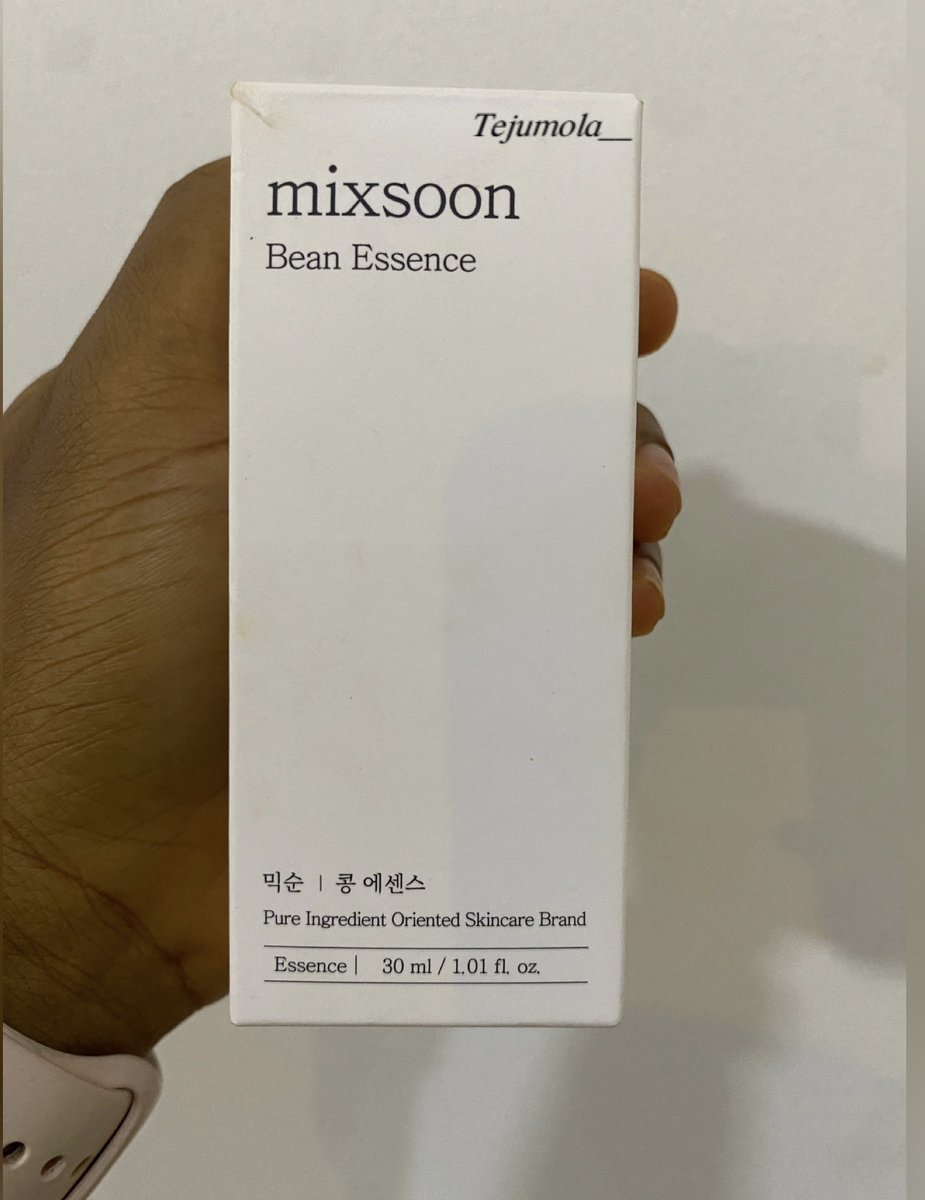 Tejumola__
mixsoon
Bean Essence
믹순 | 콩 에센스
Pure Ingredient Oriented Skincare Brand
Essence | 30 ml / 1.01 fl. oz.